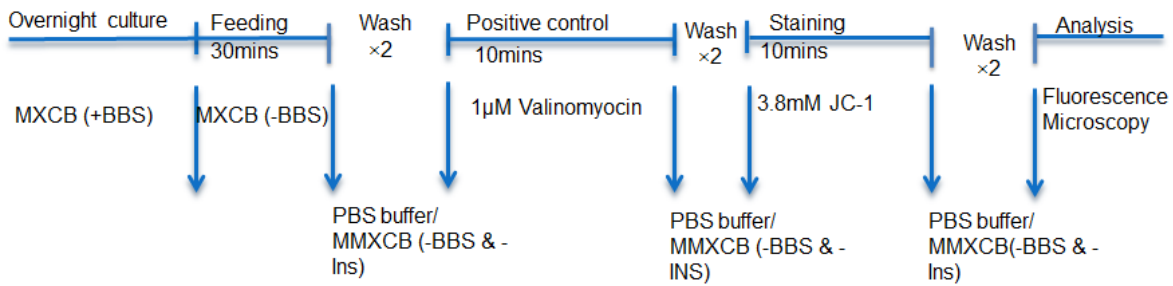 Overnight culture
Feeding
30mins
Wash
×2
Positive control
10mins
Wash
×2
Staining
10mins
Wash
×2
Analysis
MXCB (+BBS)
MXCB (-BBS)
1µM Valinomyocin
3.8mM JC-1
Fluorescence
Microscopy
PBS buffer/
MMXCB (-BBS & -
Ins)
PBS buffer/
MMXCB (-BBS & -
INS)
PBS buffer/
MMXCB(-BBS & -
Ins)